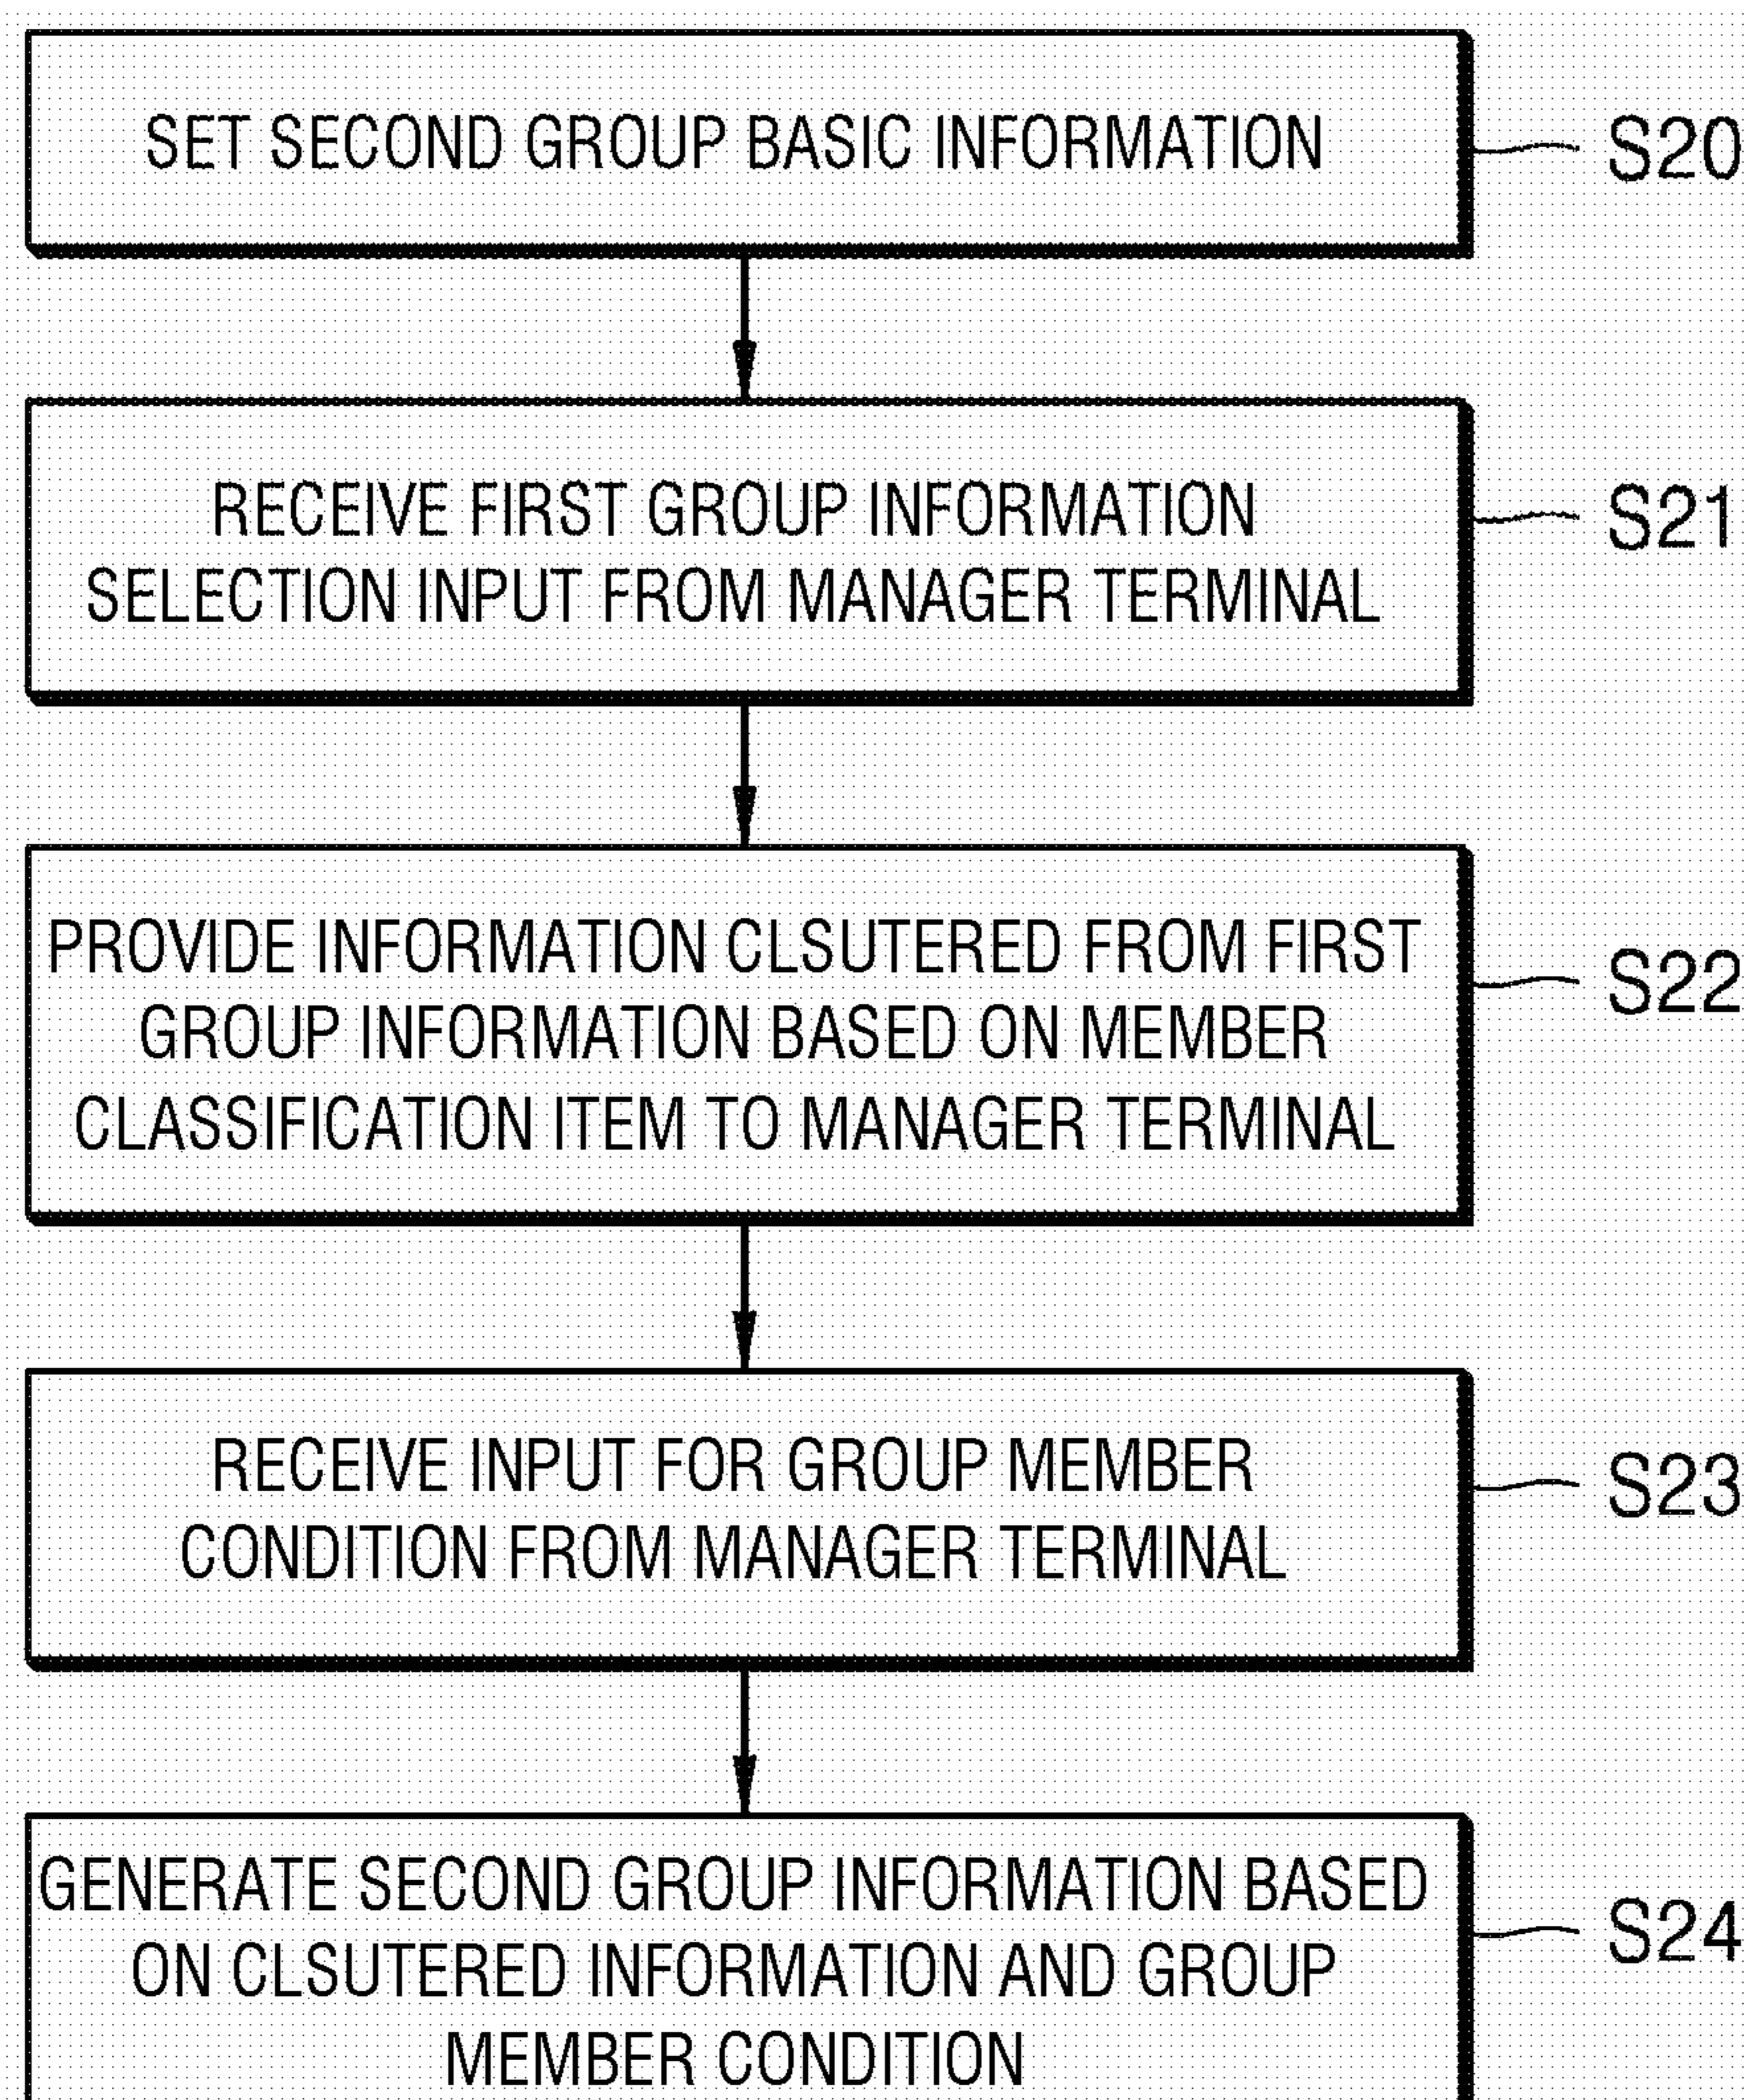 SET SECOND GROUP BASIC INFORMATION
S20
RECEIVE FIRST GROUP INFORMATION
SELECTION INPUT FROM MANAGER TERMINAL
S21
PROVIDE INFORMATION CLSUTERED FROM FIRST
GROUP INFORMATION BASED ON MEMBER
CLASSIFICATION ITEM TO MANAGER TERMINAL
S22
RECEIVE INPUT FOR GROUP MEMBER
CONDITION FROM MANAGER TERMINAL
S23
GENERATE SECOND GROUP INFORMATION BASED
ON CLSUTERED INFORMATION AND GROUP
MEMBER CONDITION
S24